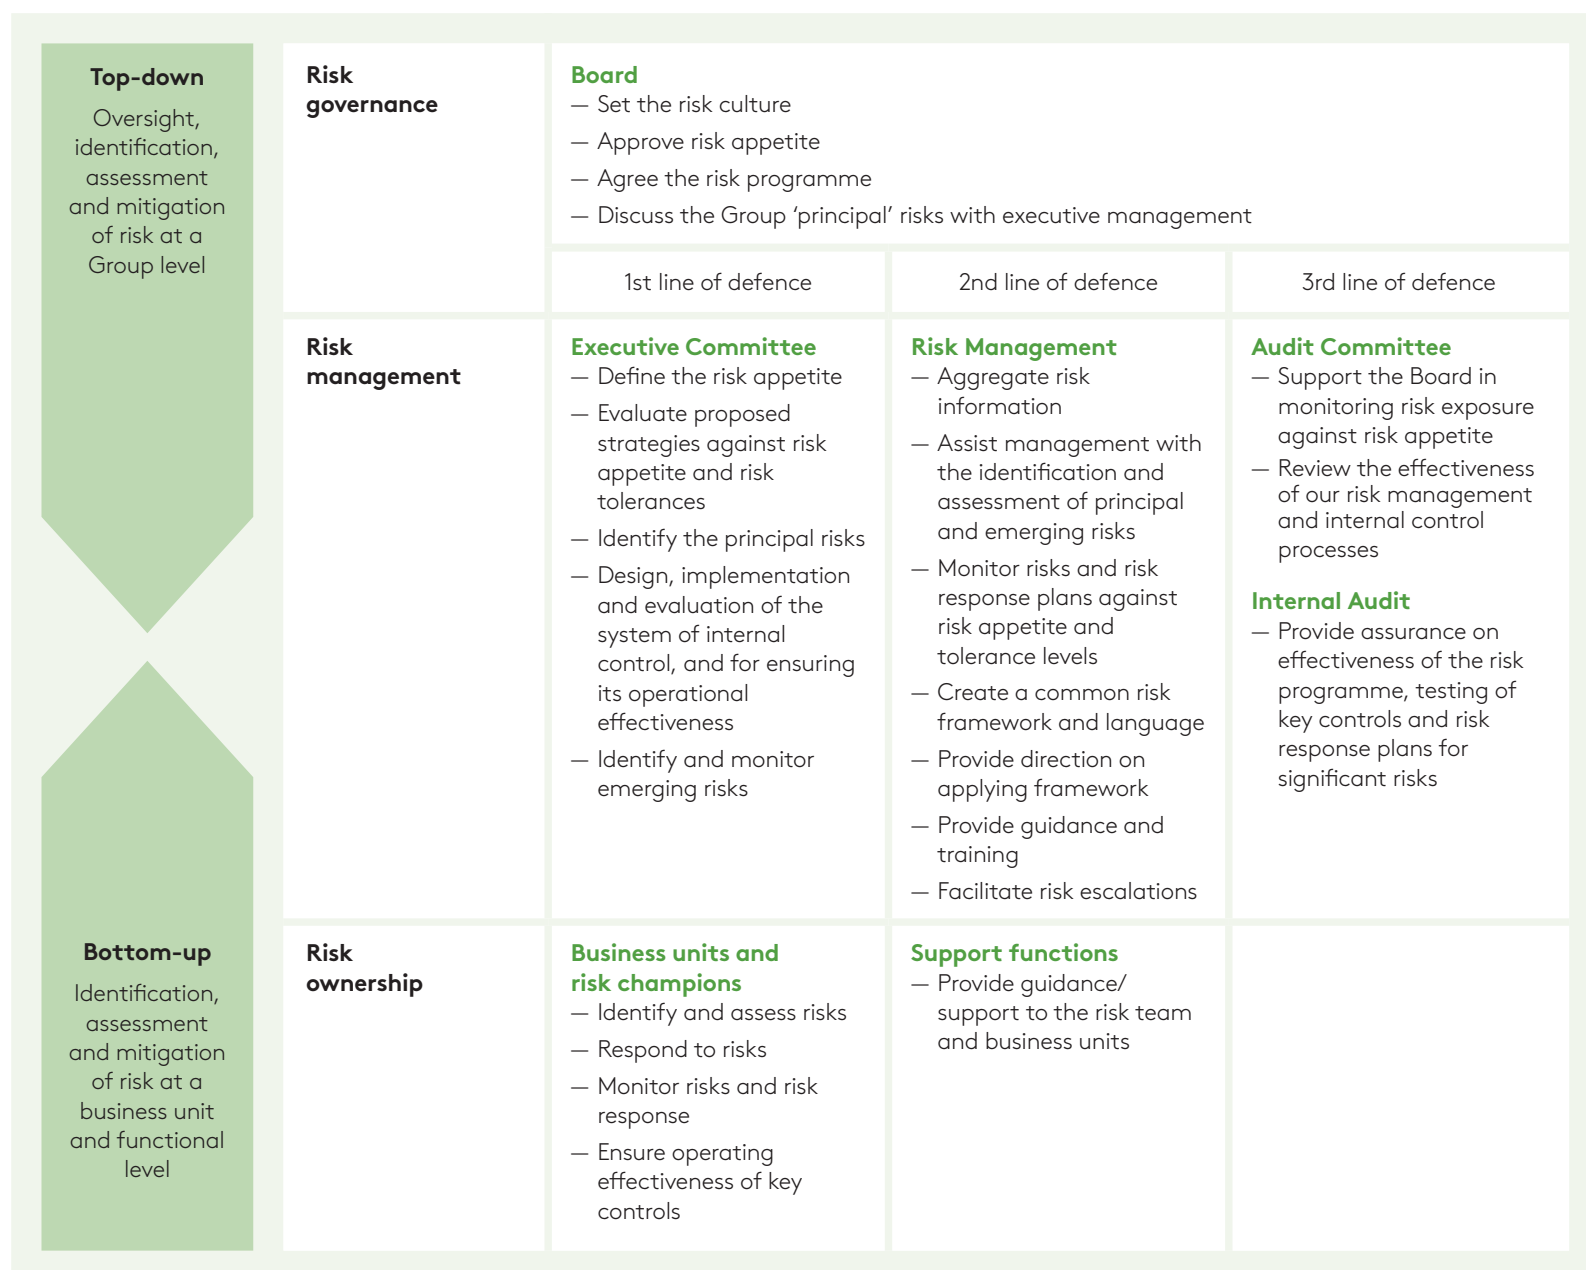 Top-down
Oversight,
identification,
assessment
and mitigation
of risk at a
Group level
Risk
governance
Board
— Set the risk culture
— Approve risk appetite
— Agree the risk programme
— Discuss the Group ‘principal’ risks with executive management
1st line of defence
2nd line of defence
3rd line of defence
Risk
management
Executive Committee
— Define the risk appetite
— Evaluate proposed
strategies against risk
appetite and risk
tolerances
— Identify the principal risks
— Design, implementation
and evaluation of the
system of internal
control, and for ensuring
its operational
effectiveness
— Identify and monitor
emerging risks
Risk Management
— Aggregate risk
information
— Assist management with
the identification and
assessment of principal
and emerging risks
— Monitor risks and risk
response plans against
risk appetite and
tolerance levels
— Create a common risk
framework and language
— Provide direction on
applying framework
— Provide guidance and
training
— Facilitate risk escalations
Audit Committee
— Support the Board in
monitoring risk exposure
against risk appetite
— Review the effectiveness
of our risk management
and internal control
processes
Internal Audit
— Provide assurance on
effectiveness of the risk
programme, testing of
key controls and risk
response plans for
significant risks
Bottom-up
Identification,
assessment
and mitigation
of risk at a
business unit
and functional
level
Risk
ownership
Business units and
risk champions
— Identify and assess risks
— Respond to risks
— Monitor risks and risk
response
— Ensure operating
effectiveness of key
controls
Support functions
— Provide guidance/
support to the risk team
and business units